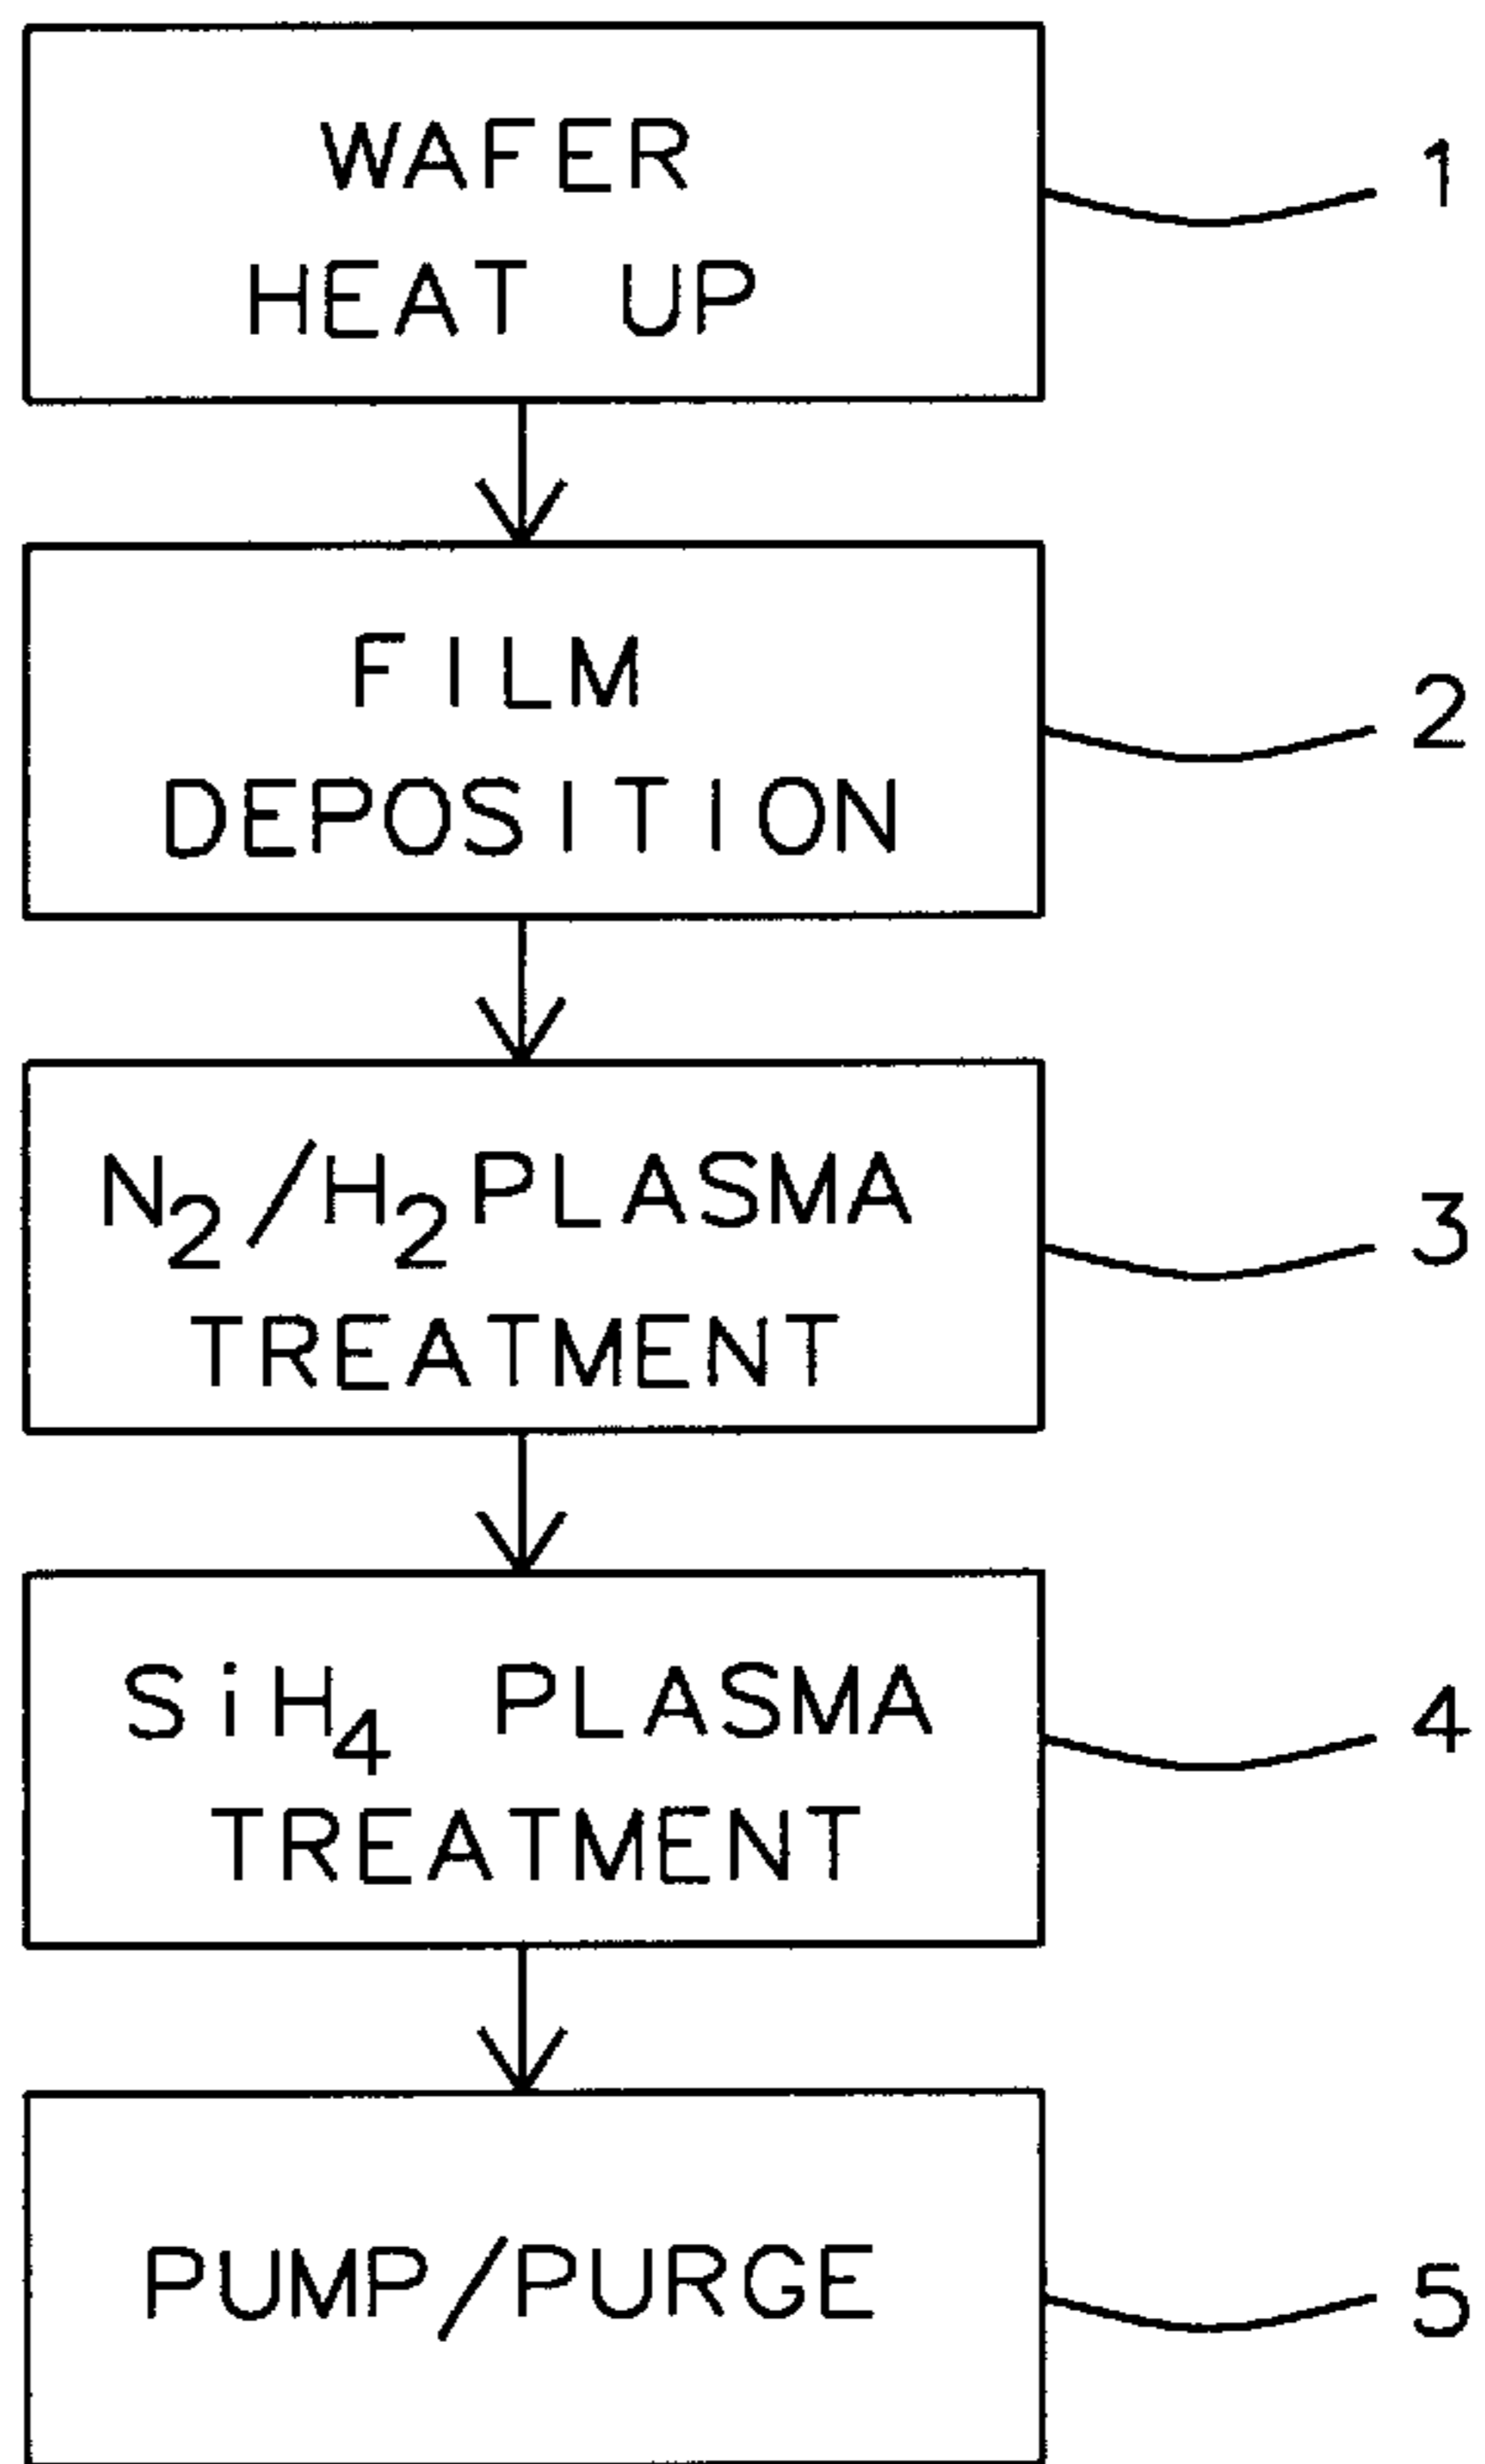 WAFER
HEAT UP
1
FILM
DEPOSITION
2
N₂/H₂ PLASMA
TREATMENT
3
SiH₄ PLASMA
TREATMENT
4
PUMP/PURGE
5